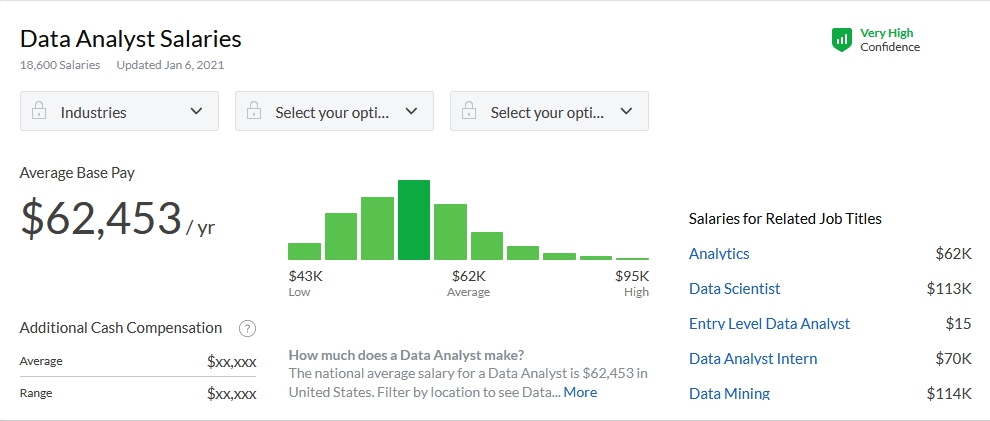 Data Analyst Salaries
18,600 Salaries Updated Jan 6, 2021
Very High
Confidence
Industries
Select your opti...
Select your opti...
Average Base Pay
$62,453 / yr
$43K
Low
$62K
Average
$95K
High
Additional Cash Compensation ?
Average $xx,xxx
Range $xx,xxx
How much does a Data Analyst make?
The national average salary for a Data Analyst is $62,453 in
United States. Filter by location to see Data... More
Salaries for Related Job Titles
Analytics $62K
Data Scientist $113K
Entry Level Data Analyst $15
Data Analyst Intern $70K
Data Mining $114K